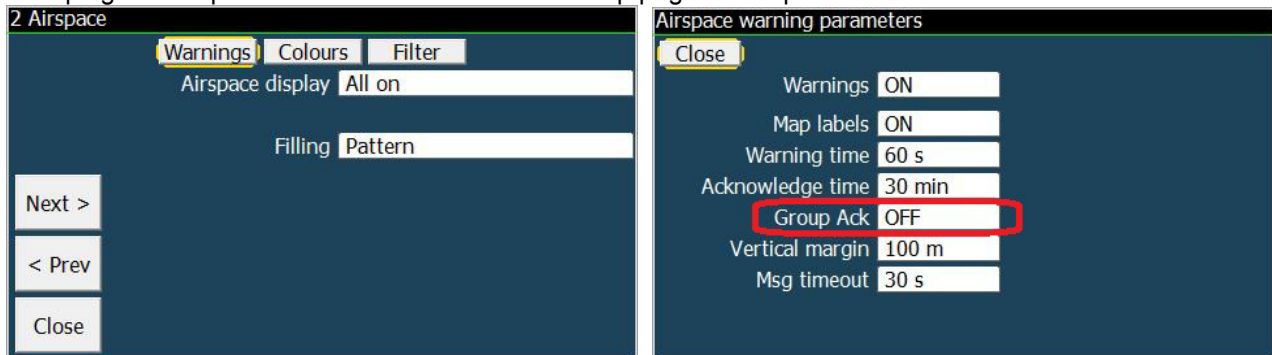 2 Airspace
Warnings Colours Filter
Airspace display All on
Filling Pattern
Next >
< Prev
Close
Airspace warning parameters
Close
Warnings ON
Map labels ON
Warning time 60 s
Acknowledge time 30 min
Group Ack OFF
Vertical margin 100 m
Msg timeout 30 s